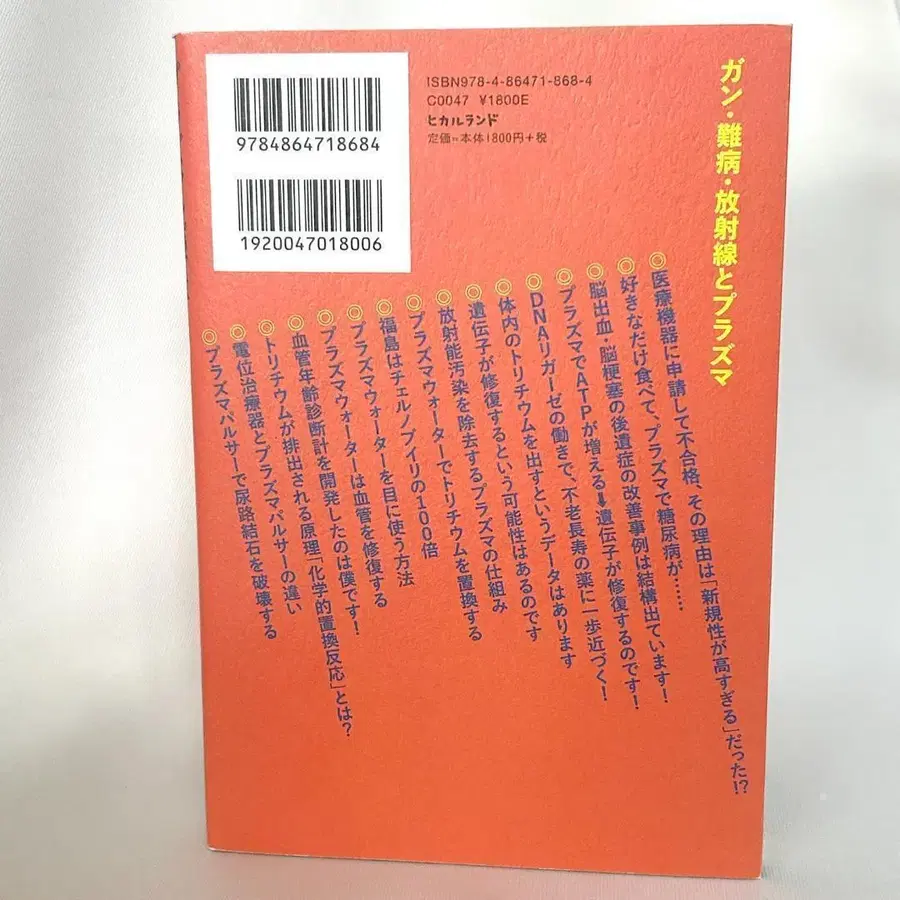 ガン・難病・放射線とプラズマ
ISBN978-4-86471-868-4
C0047 ¥1800E
ヒカルランド
定価=本体1800円+税
9784864718684
1920047018006
◎医療機器に申請して不合格、その理由は「新規性が高すぎる」だった!?
◎好きなだけ食べて、プラズマで糖尿病が……
◎脳出血・脳梗塞の後遺症の改善事例は結構出ています!
◎プラズマでATPが増える➡遺伝子が修復するのです!
◎DNAリガーゼの働きで、不老長寿の薬に一歩近づく!
◎体内のトリチウムを出すというデータはあります
◎遺伝子が修復するという可能性はあるのです
◎放射能汚染を除去するプラズマの仕組み
◎プラズマウォーターでトリチウムを置換する
◎福島はチェルノブイリの100倍
◎プラズマウォーターを目に使う方法
◎プラズマウォーターは血管を修復する
◎血管年齢診断計を開発したのは僕です!
◎トリチウムが排出される原理「化学的置換反応」とは?
◎電位治療器とプラズマパルサーの違い
◎プラズマパルサーで尿路結石を破壊する